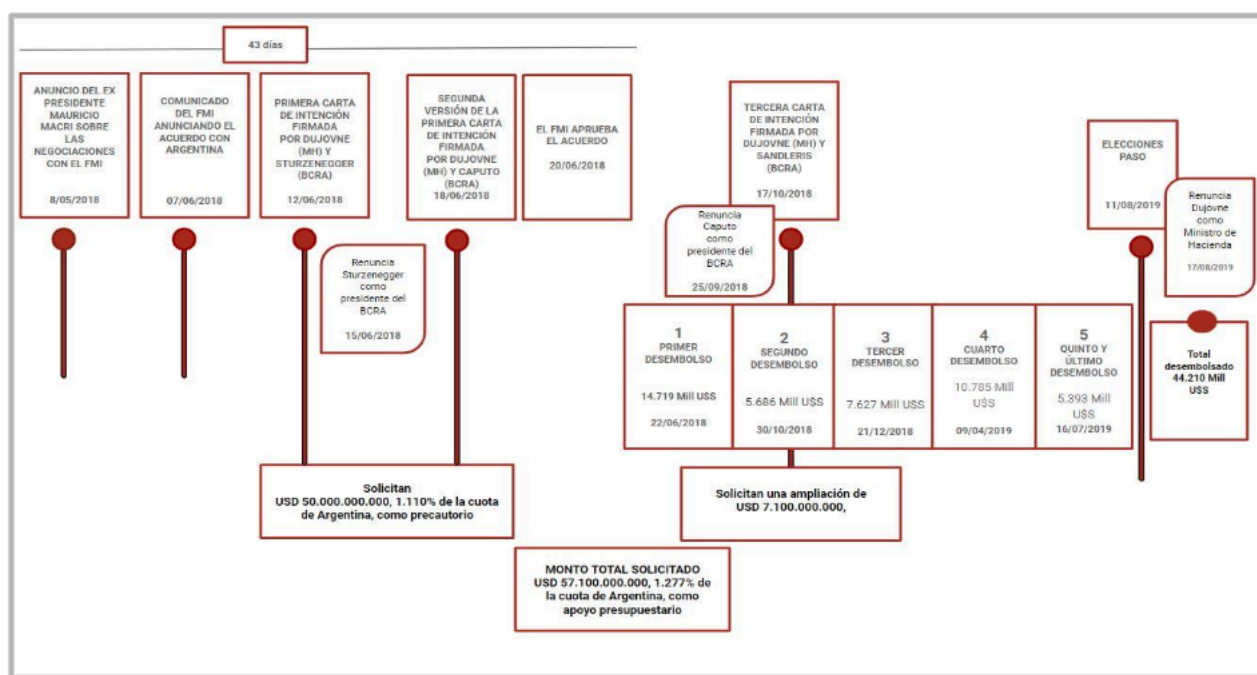 43 días
ANUNCIO DEL EX
PRESIDENTE
MAURICIO
MACRI SOBRE
LAS
NEGOCIACIONES
CON EL FMI
8/05/2018
COMUNICADO
DEL FMI
ANUNCIANDO EL
ACUERDO CON
ARGENTINA
07/06/2018
PRIMERA CARTA
DE INTENCIÓN
FIRMADA
POR DUJOVNE
(MH) Y
STURZENEGGER
(BCRA)
12/06/2018
Renuncia
Sturzenegger
como
presidente del
BCRA
15/06/2018
SEGUNDA
VERSIÓN DE LA
PRIMERA CARTA
DE INTENCIÓN
FIRMADA
POR DUJOVNE
(MH) Y CAPUTO
(BCRA)
18/06/2018
EL FMI APRUEBA
EL ACUERDO
20/06/2018
TERCERA CARTA
DE INTENCIÓN
FIRMADA POR
DUJOVNE (MH) Y
SANDLERIS
(BCRA)
17/10/2018
Renuncia
Caputo
como
presidente del
BCRA
25/09/2018
ELECCIONES
PASO
11/08/2019
Renuncia
Dujovne
como
Ministro de
Hacienda
17/08/2019
1
PRIMER
DESEMBOLSO
14.719 Mill U$S
22/06/2018
2
SEGUNDO
DESEMBOLSO
5.686 Mill U$S
30/10/2018
3
TERCER
DESEMBOLSO
7.627 Mill U$S
21/12/2018
4
CUARTO
DESEMBOLSO
10.785 Mill
U$S
09/04/2019
5
QUINTO Y
ÚLTIMO
DESEMBOLSO
5.393 Mill
U$S
16/07/2019
Total
desembolsado
44.210 Mill
U$S
Solicitan
USD 50.000.000.000, 1.110% de la cuota
de Argentina, como precautorio
Solicitan una ampliación de
USD 7.100.000.000,
MONTO TOTAL SOLICITADO
USD 57.100.000.000, 1.277% de
la cuota de Argentina, como
apoyo presupuestario